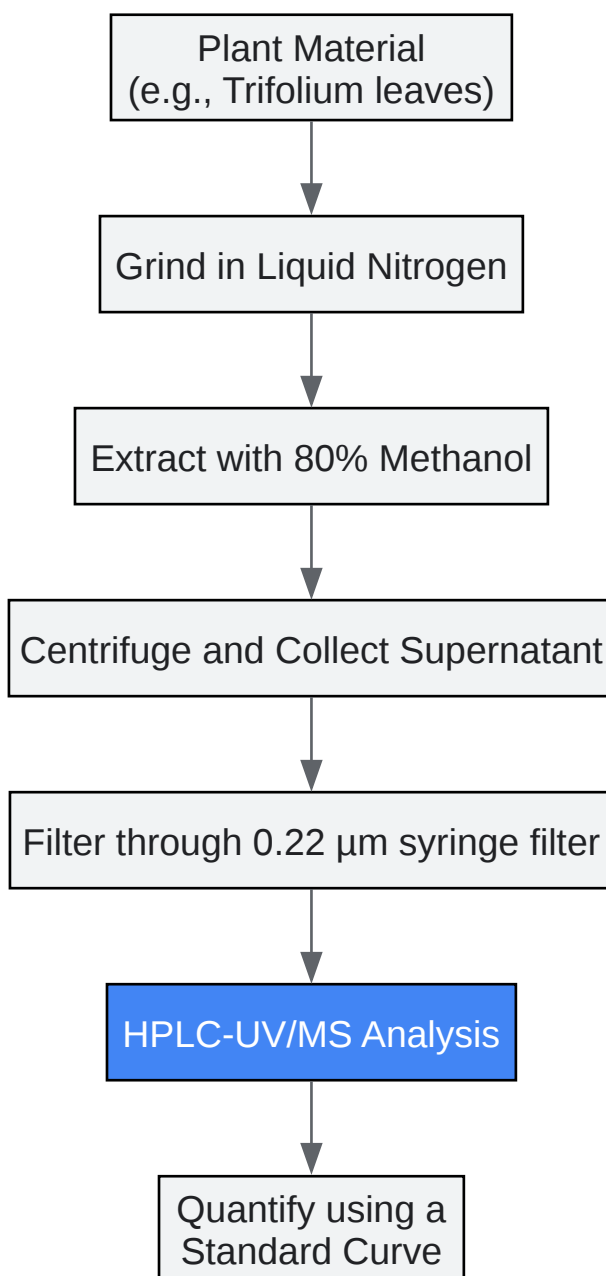 Plant Material
(e.g., Trifolium leaves)
Grind in Liquid Nitrogen
Extract with 80% Methanol
Centrifuge and Collect Supernatant
Filter through 0.22 µm syringe filter
HPLC-UV/MS Analysis
Quantify using a
Standard Curve